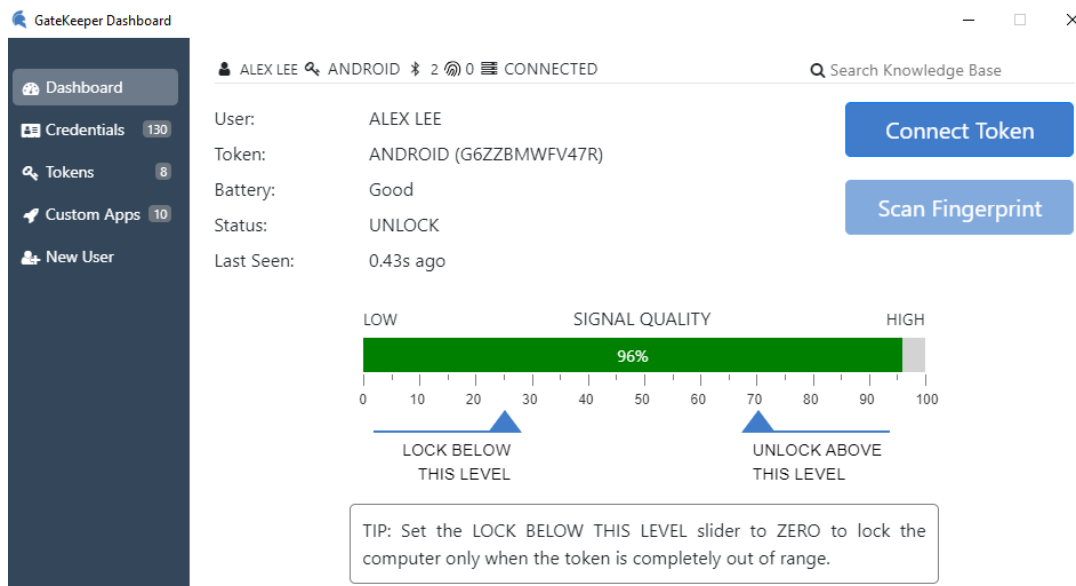 GateKeeper Dashboard
ALEX LEE ANDROID 2 0 CONNECTED
Search Knowledge Base
Dashboard
Credentials 130
Tokens 8
Custom Apps 10
New User
User: ALEX LEE
Token: ANDROID (G6ZZBMWFV47R)
Battery: Good
Status: UNLOCK
Last Seen: 0.43s ago
Connect Token
Scan Fingerprint
LOW SIGNAL QUALITY HIGH
96%
0 10 20 30 40 50 60 70 80 90 100
LOCK BELOW
THIS LEVEL
UNLOCK ABOVE
THIS LEVEL
TIP: Set the LOCK BELOW THIS LEVEL slider to ZERO to lock the
computer only when the token is completely out of range.